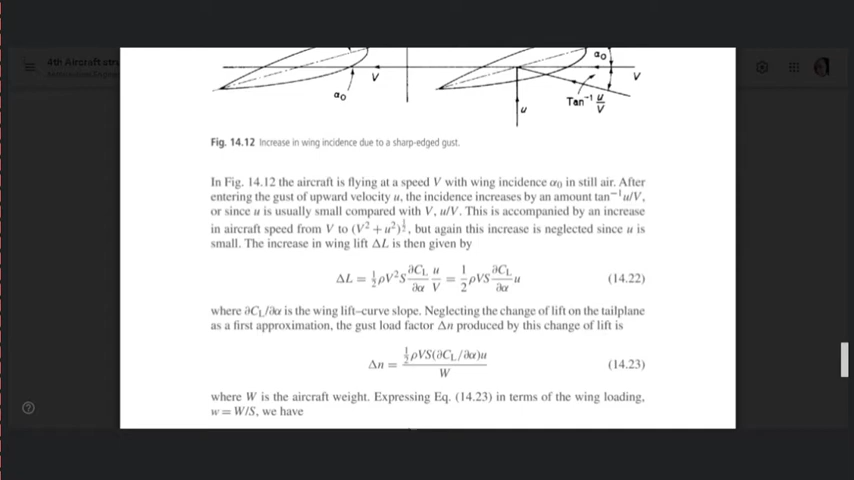 4th Aircraft stru
α₀
V
α₀
V
u
Tan⁻¹ u/V
Fig. 14.12 Increase in wing incidence due to a sharp-edged gust.
In Fig. 14.12 the aircraft is flying at a speed V with wing incidence α₀ in still air. After
entering the gust of upward velocity u, the incidence increases by an amount tan⁻¹u/V,
or since u is usually small compared with V, u/V. This is accompanied by an increase
in aircraft speed from V to (V² + u²)^½, but again this increase is neglected since u is
small. The increase in wing lift ΔL is then given by
ΔL = ½ρV²S ∂C_L/∂α u/V = 1/2 ρVS ∂C_L/∂α u (14.22)
where ∂C_L/∂α is the wing lift–curve slope. Neglecting the change of lift on the tailplane
as a first approximation, the gust load factor Δn produced by this change of lift is
Δn = ½ρVS(∂C_L/∂α)u / W (14.23)
where W is the aircraft weight. Expressing Eq. (14.23) in terms of the wing loading,
w = W/S, we have